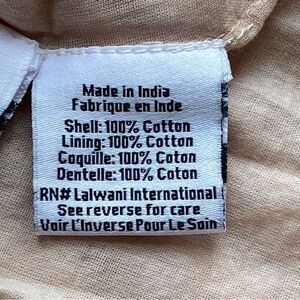 Made in India
Fabrique en Inde
Shell: 100% Cotton
Lining: 100% Cotton
Coquille: 100% Coton
Dentelle: 100% Coton
RN# Lalwani International
See reverse for care
Voir L'Inverse Pour Le Soin